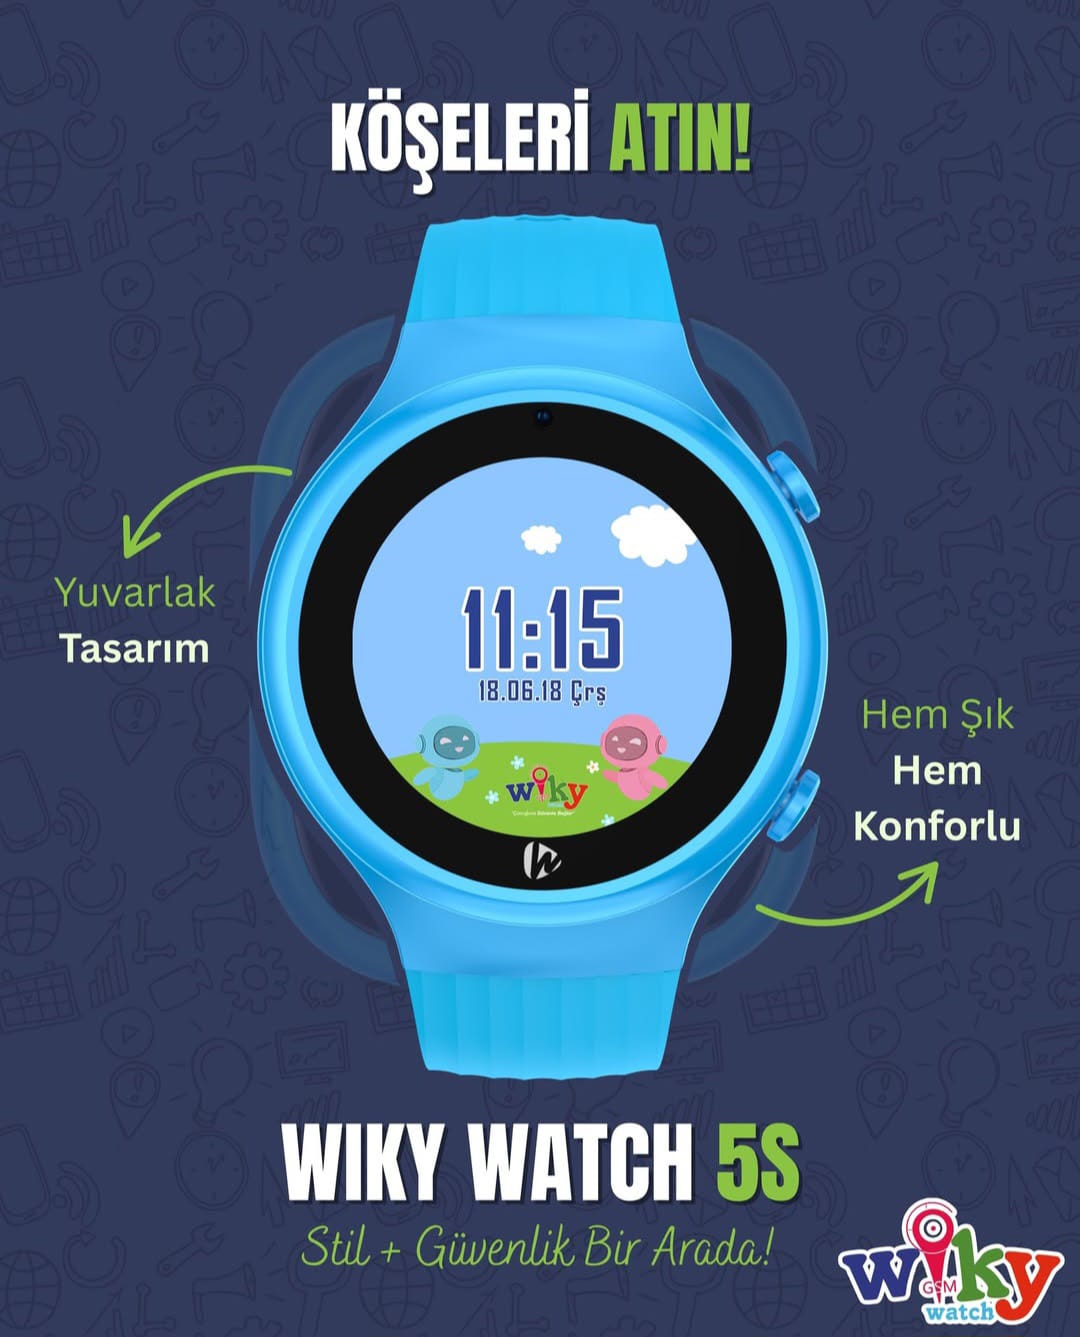 KÖŞELERİ ATIN!
11:15
18.06.18 Çrş
wiky
Yuvarlak
Tasarım
Hem Şık
Hem
Konforlu
WIKY WATCH 5S
Stil + Güvenlik Bir Arada!
wiky
GSM
watch